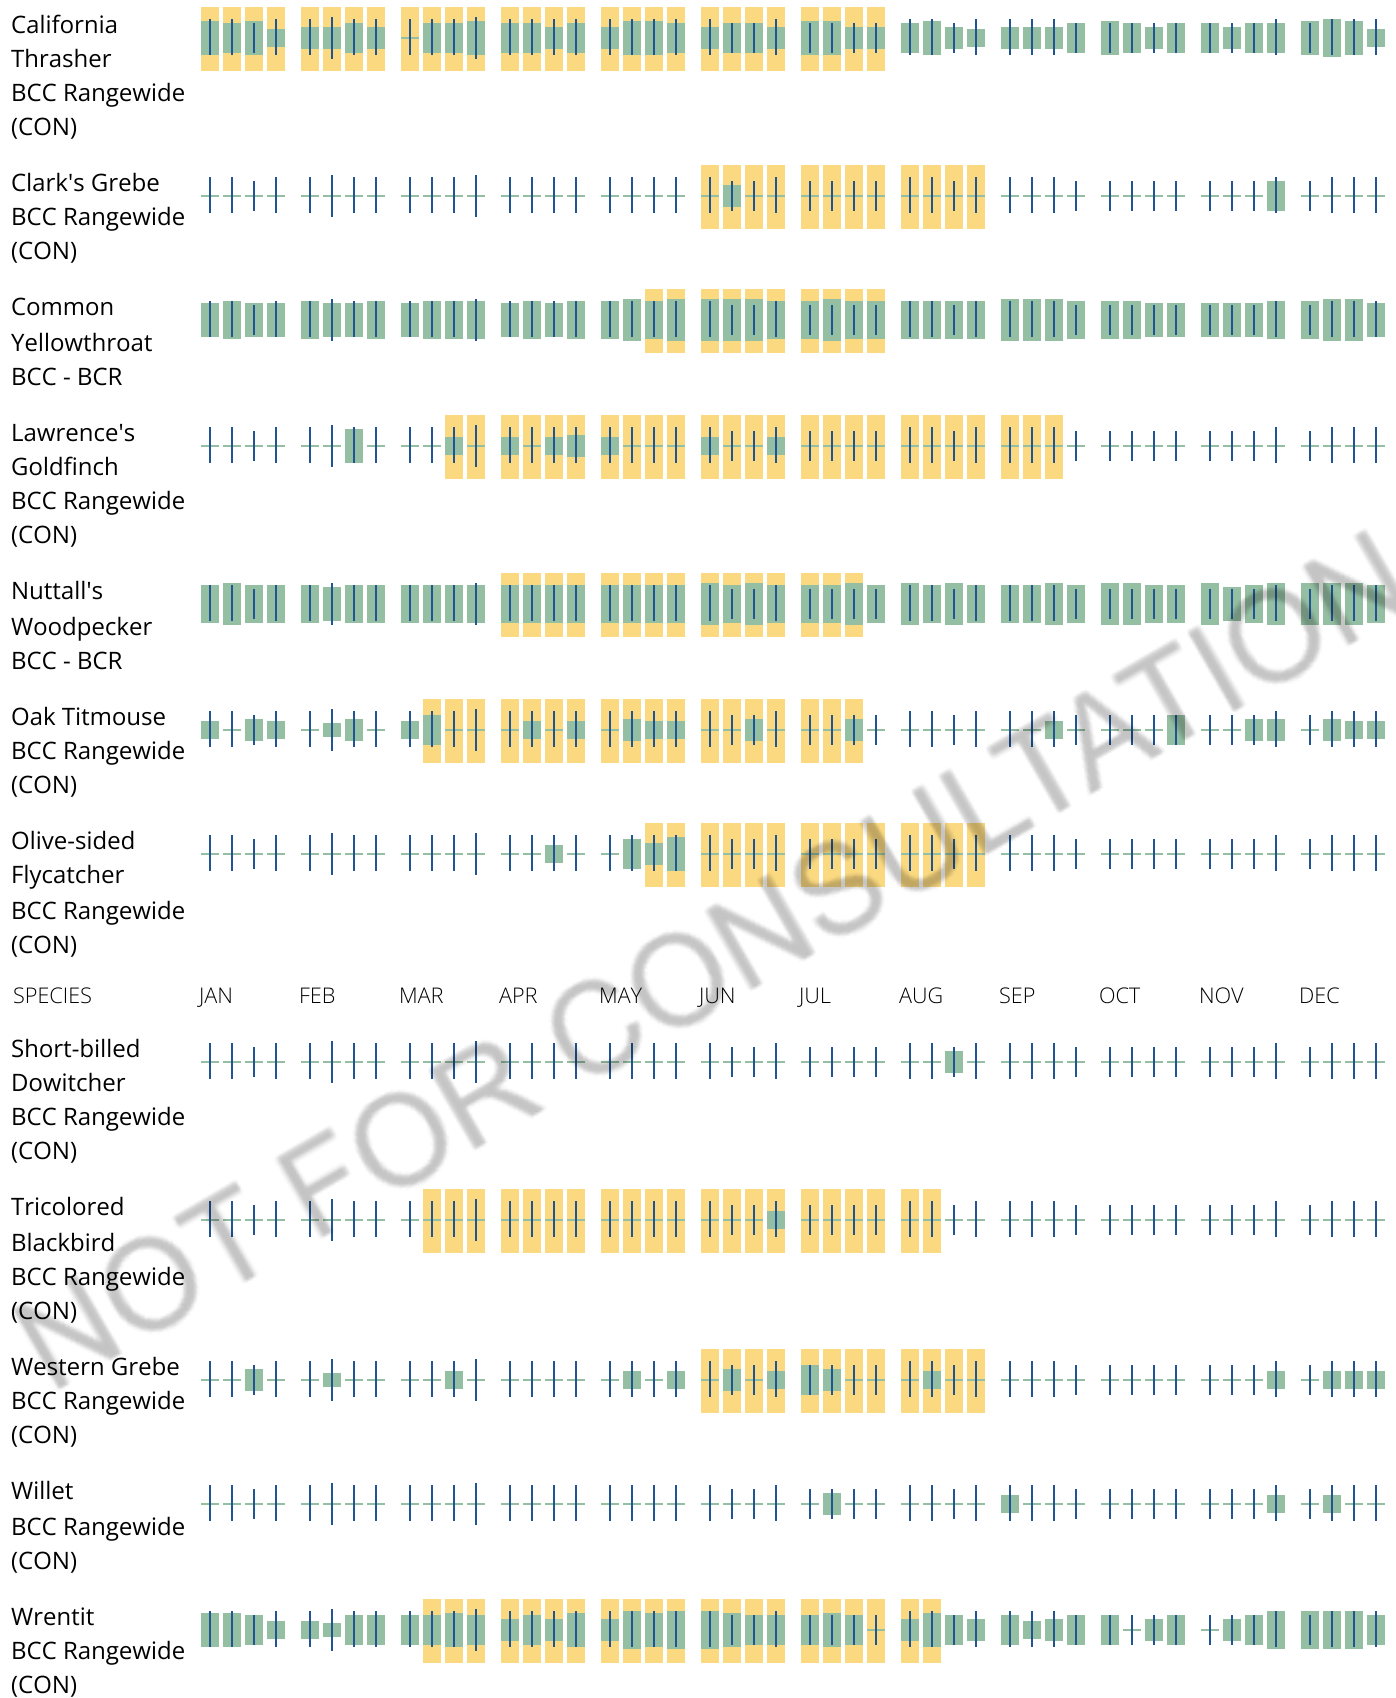 California
Thrasher
BCC Rangewide
(CON)
Clark's Grebe
BCC Rangewide
(CON)
Common
Yellowthroat
BCC - BCR
Lawrence's
Goldfinch
BCC Rangewide
(CON)
Nuttall's
Woodpecker
BCC - BCR
Oak Titmouse
BCC Rangewide
(CON)
Olive-sided
Flycatcher
BCC Rangewide
(CON)
SPECIES JAN FEB MAR APR MAY JUN JUL AUG SEP OCT NOV DEC
Short-billed
Dowitcher
BCC Rangewide
(CON)
Tricolored
Blackbird
BCC Rangewide
(CON)
Western Grebe
BCC Rangewide
(CON)
Willet
BCC Rangewide
(CON)
Wrentit
BCC Rangewide
(CON)
NOT FOR CONSULTATION